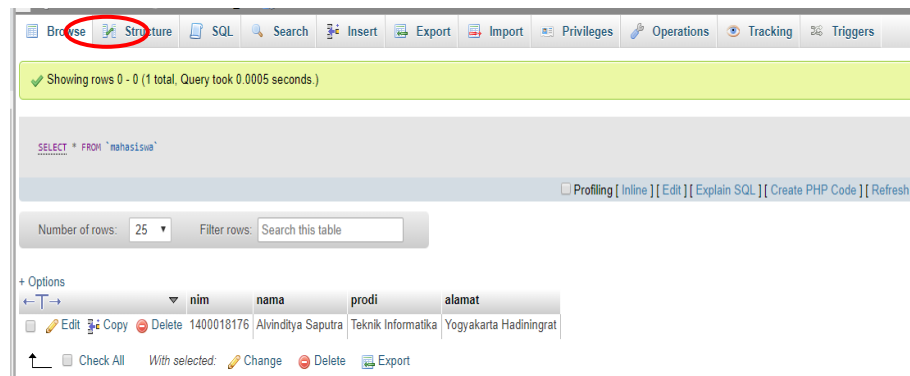 Browse Structure SQL Search Insert Export Import Privileges Operations Tracking Triggers
Showing rows 0 - 0 (1 total, Query took 0.0005 seconds.)
SELECT * FROM `mahasiswa`
Profiling [ Inline ] [ Edit ] [ Explain SQL ] [ Create PHP Code ] [ Refresh
Number of rows: 25 Filter rows: Search this table
+ Options
←T→ nim nama prodi alamat
Edit Copy Delete 1400018176 Alvinditya Saputra Teknik Informatika Yogyakarta Hadiningrat
Check All With selected: Change Delete Export